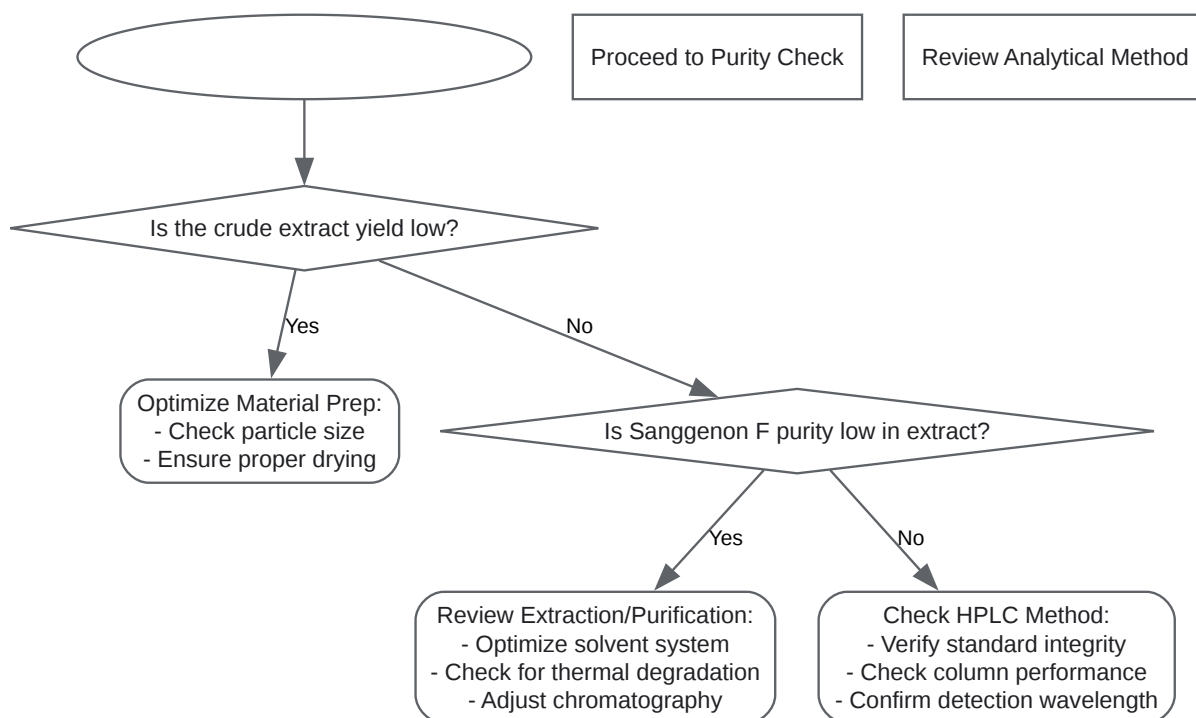 Proceed to Purity Check
Review Analytical Method
Is the crude extract yield low?
Yes
No
Optimize Material Prep:
- Check particle size
- Ensure proper drying
Is Sanggenon F purity low in extract?
Yes
No
Review Extraction/Purification:
- Optimize solvent system
- Check for thermal degradation
- Adjust chromatography
Check HPLC Method:
- Verify standard integrity
- Check column performance
- Confirm detection wavelength